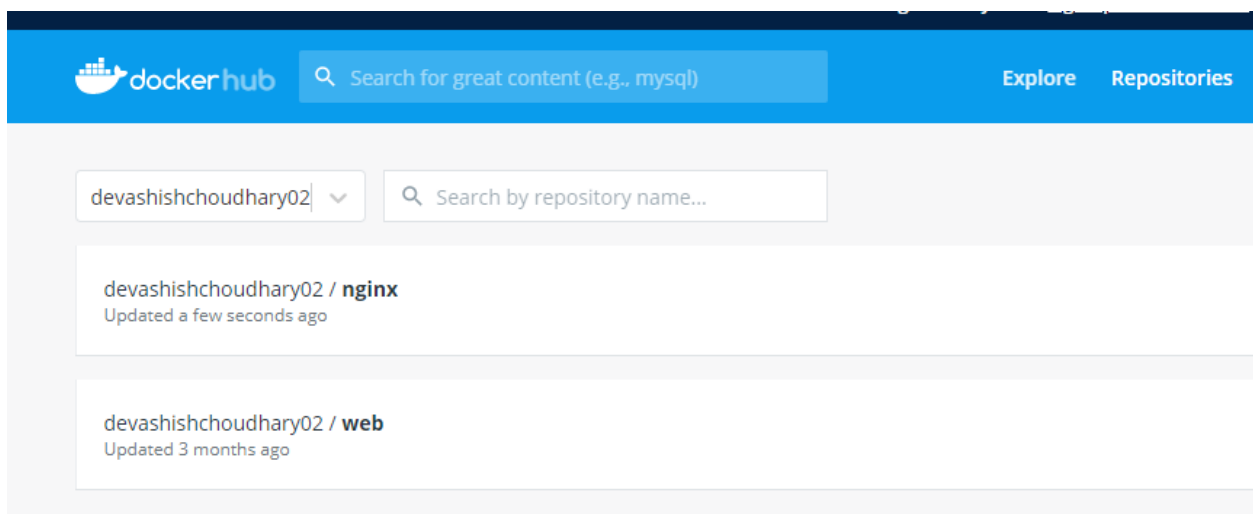 dockerhub
Search for great content (e.g., mysql)
Explore
Repositories
devashishchoudhary02
Search by repository name...
devashishchoudhary02 / nginx
Updated a few seconds ago
devashishchoudhary02 / web
Updated 3 months ago